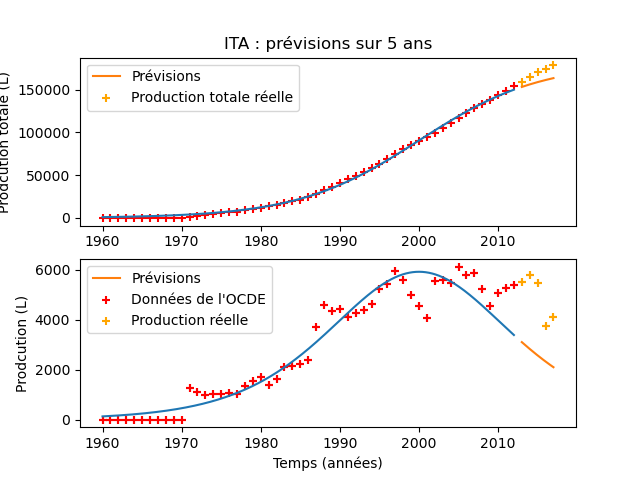 ITA : prévisions sur 5 ans
Prodcution totale (L)
150000
100000
50000
0
Prévisions
Production totale réelle
1960 1970 1980 1990 2000 2010
Prodcution (L)
6000
4000
2000
0
Prévisions
Données de l'OCDE
Production réelle
1960 1970 1980 1990 2000 2010
Temps (années)